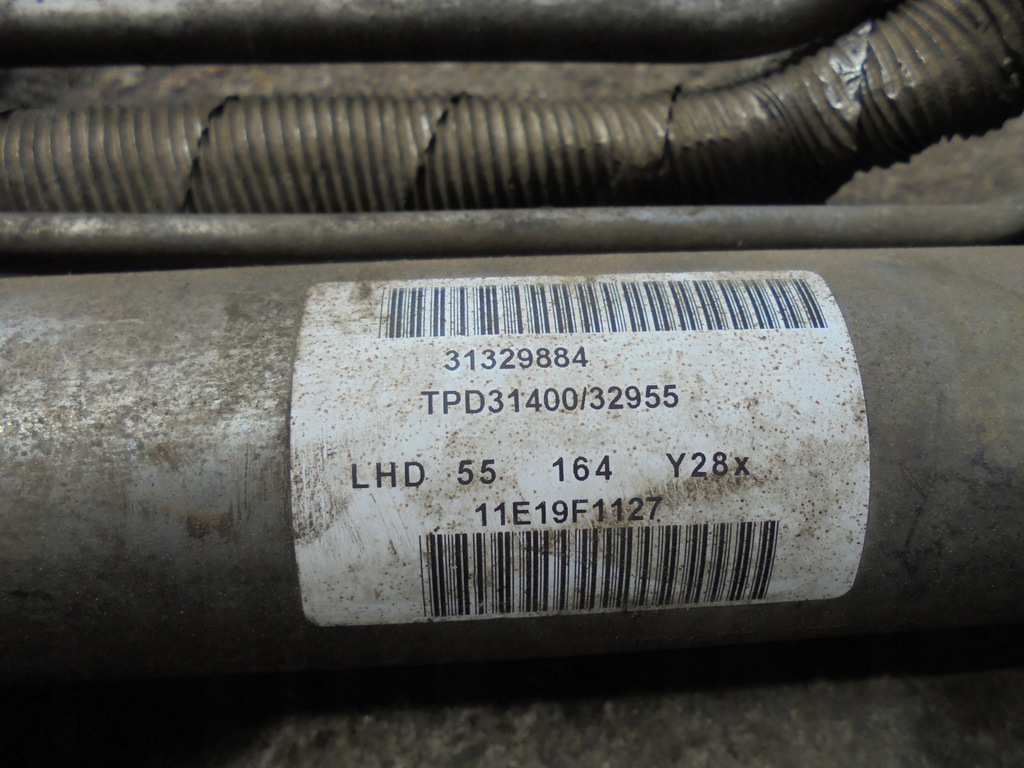 31329884
TPD31400/32955
LHD 55 164 Y28x
11E19F1127